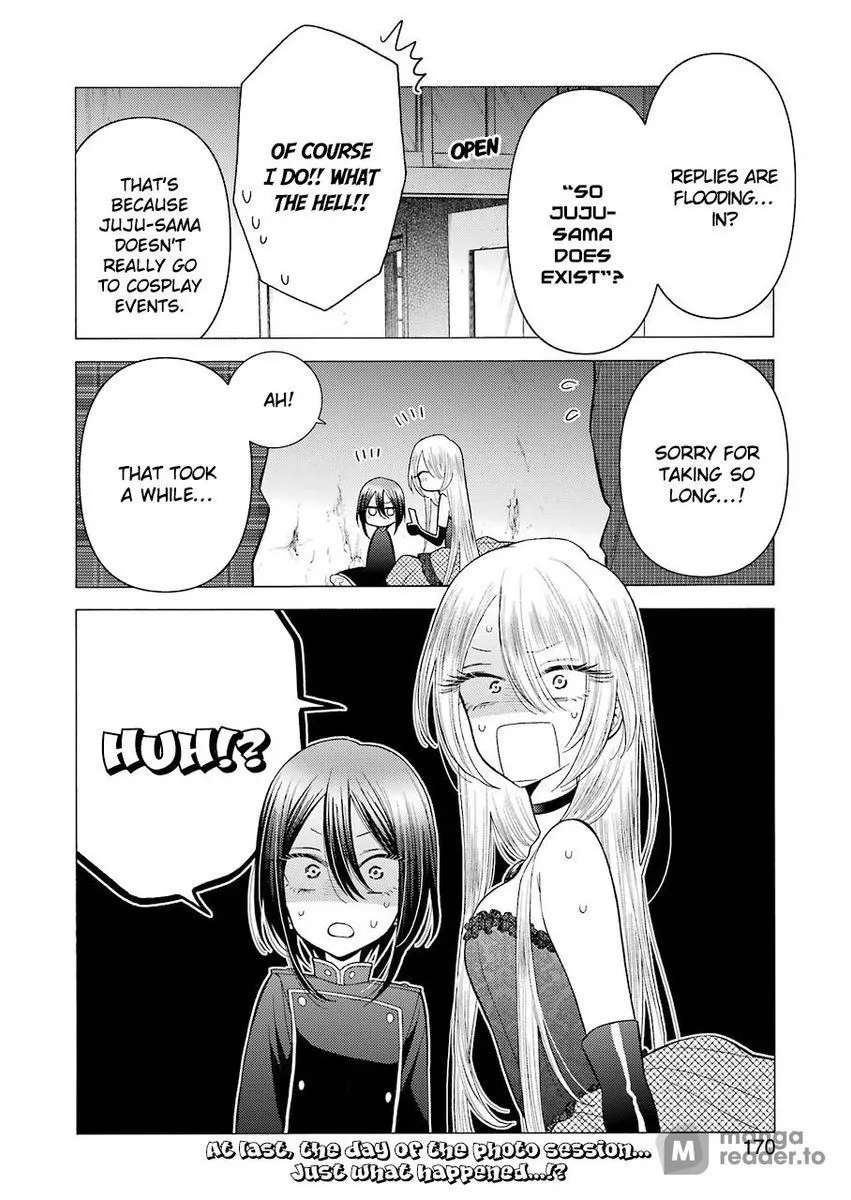 REPLIES ARE
FLOODING...
IN?
"SO
JUJU-
SAMA
DOES
EXIST"?
OPEN
OF COURSE
I DO!! WHAT
THE HELL!!
THAT'S
BECAUSE
JUJU-SAMA
DOESN'T
REALLY GO
TO COSPLAY
EVENTS.
SORRY FOR
TAKING SO
LONG...!
AH!
THAT TOOK
A WHILE...
HUH!?
At last, the day of the photo session...
Just what happened...!?
170
M manga
reader.to